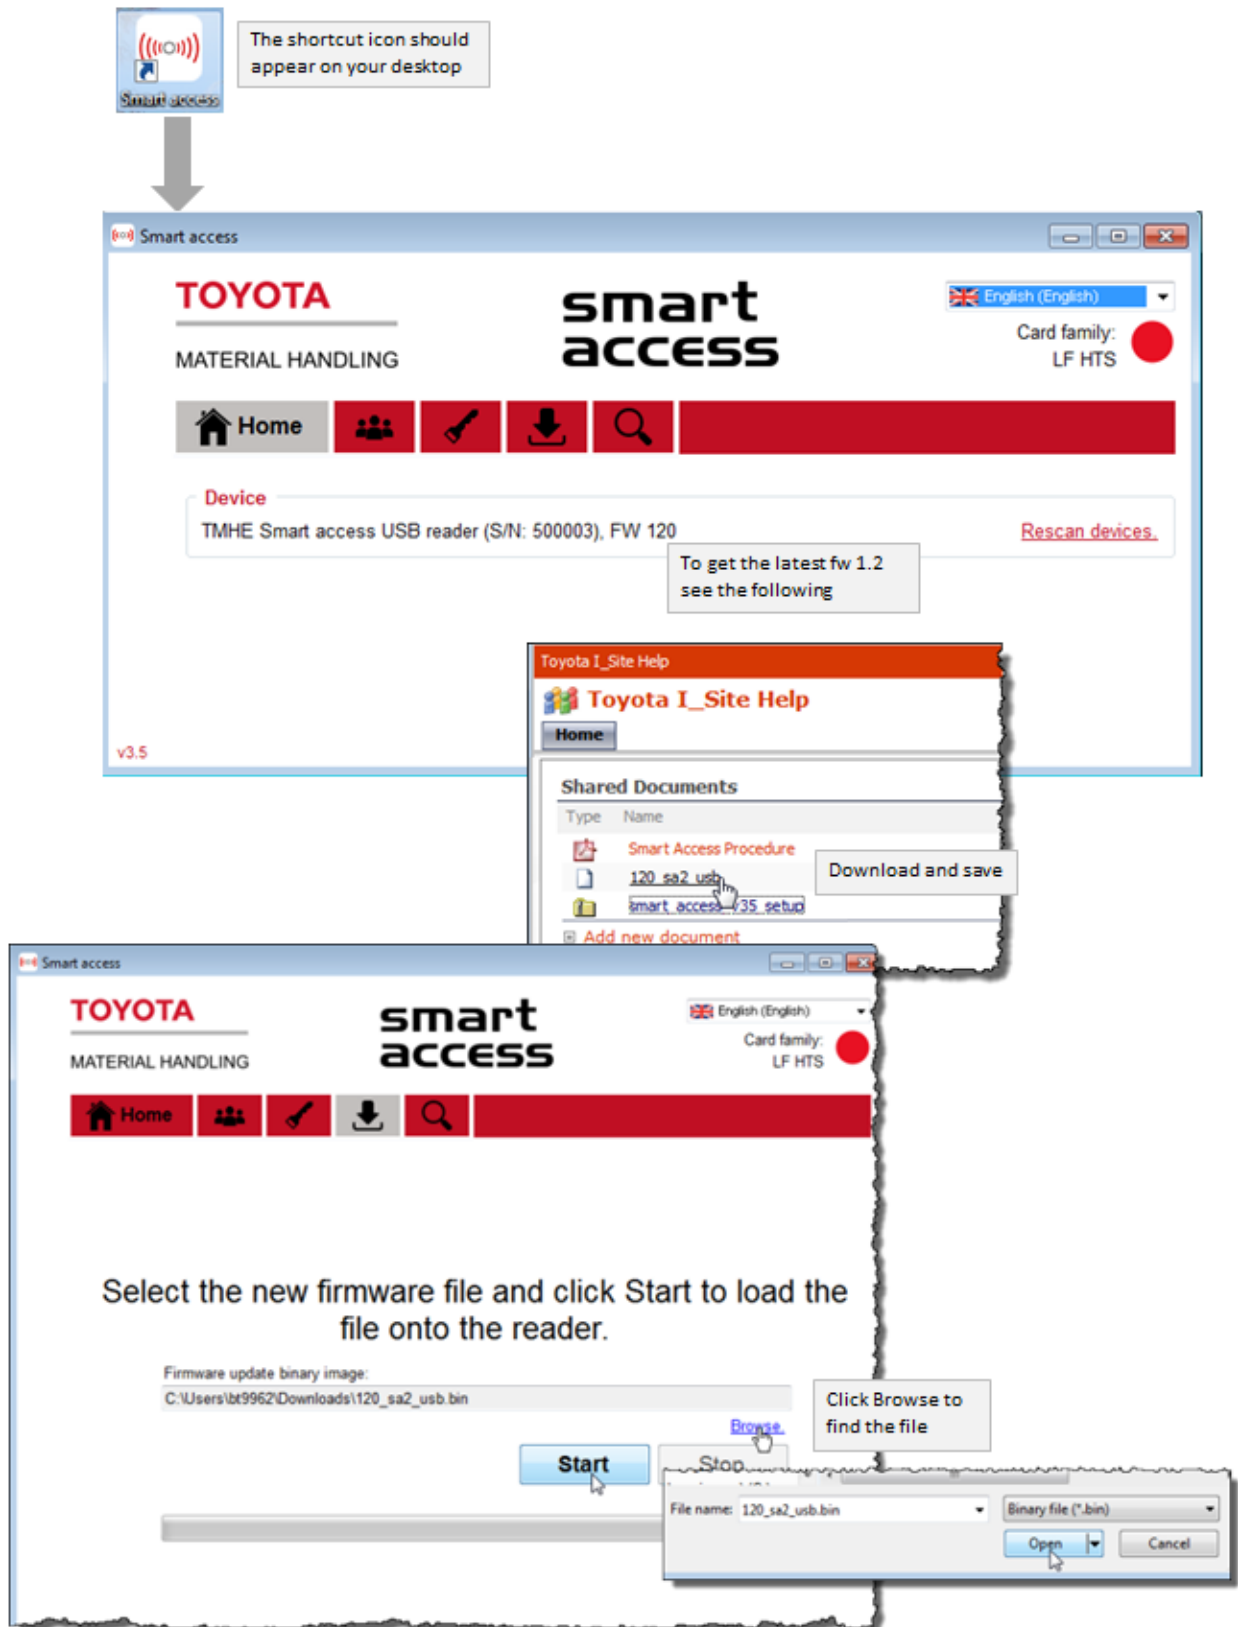 The shortcut icon should
appear on your desktop
Smart access
Smart access
TOYOTA
MATERIAL HANDLING
smart
access
English (English)
Card family:
LF HTS
Home
Device
TMHE Smart access USB reader (S/N: 500003), FW 120
Rescan devices.
To get the latest fw 1.2
see the following
v3.5
Toyota I_Site Help
Toyota I_Site Help
Home
Shared Documents
Type Name
Smart Access Procedure
120_sa2_usb
smart_access_v35_setup
Add new document
Download and save
Smart access
TOYOTA
MATERIAL HANDLING
smart
access
English (English)
Card family:
LF HTS
Home
Select the new firmware file and click Start to load the
file onto the reader.
Firmware update binary image:
C:\Users\bt9962\Downloads\120_sa2_usb.bin
Browse.
Click Browse to
find the file
Start
Stop
File name: 120_sa2_usb.bin
Binary file (*.bin)
Open
Cancel